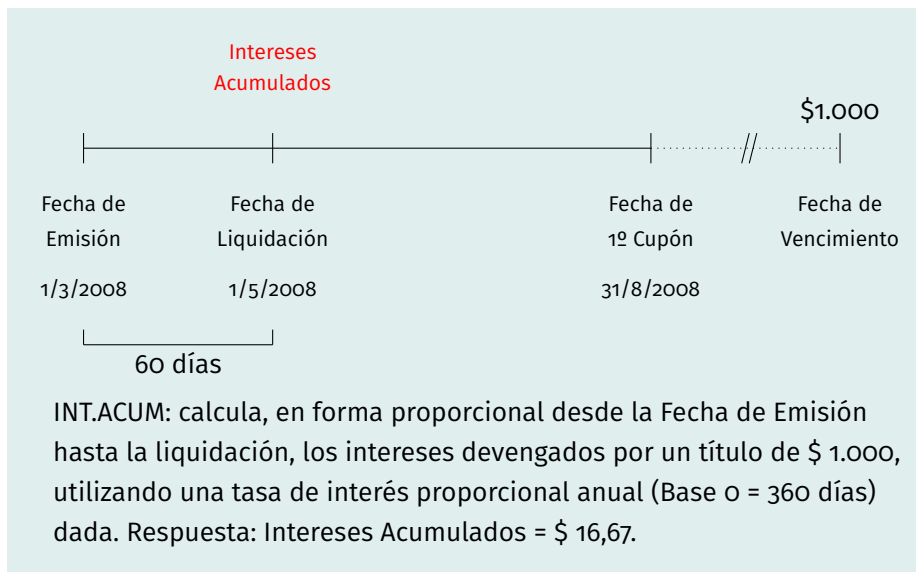 Intereses
Acumulados
$1.000
Fecha de
Emisión
Fecha de
Liquidación
Fecha de
1º Cupón
Fecha de
Vencimiento
1/3/2008
1/5/2008
31/8/2008
60 días
INT.ACUM: calcula, en forma proporcional desde la Fecha de Emisión
hasta la liquidación, los intereses devengados por un título de $ 1.000,
utilizando una tasa de interés proporcional anual (Base 0 = 360 días)
dada. Respuesta: Intereses Acumulados = $ 16,67.